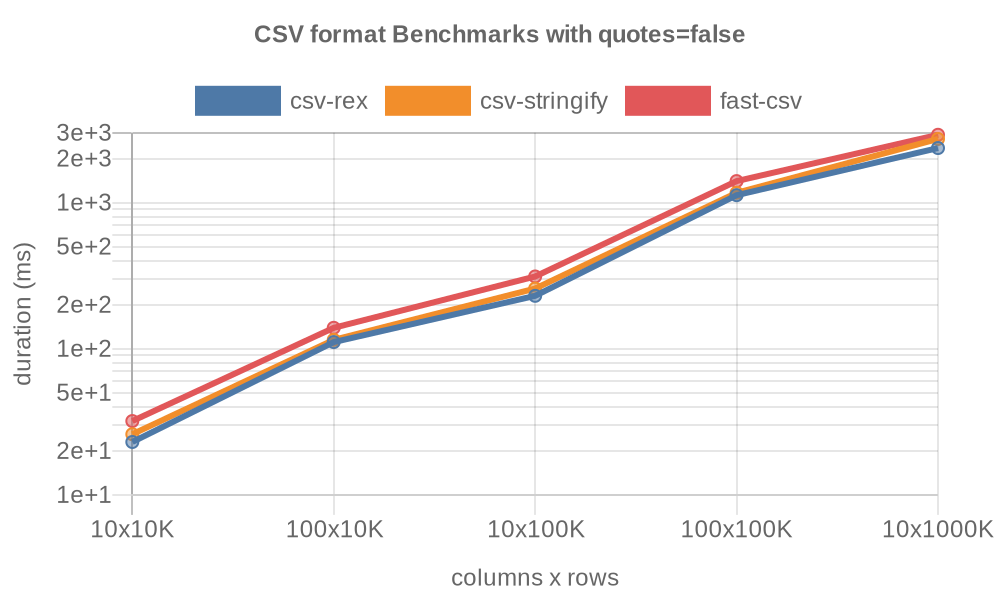 CSV format Benchmarks with quotes=false
csv-rex csv-stringify fast-csv
3e+3
2e+3
1e+3
5e+2
2e+2
1e+2
5e+1
2e+1
1e+1
duration (ms)
10x10K 100x10K 10x100K 100x100K 10x1000K
columns x rows